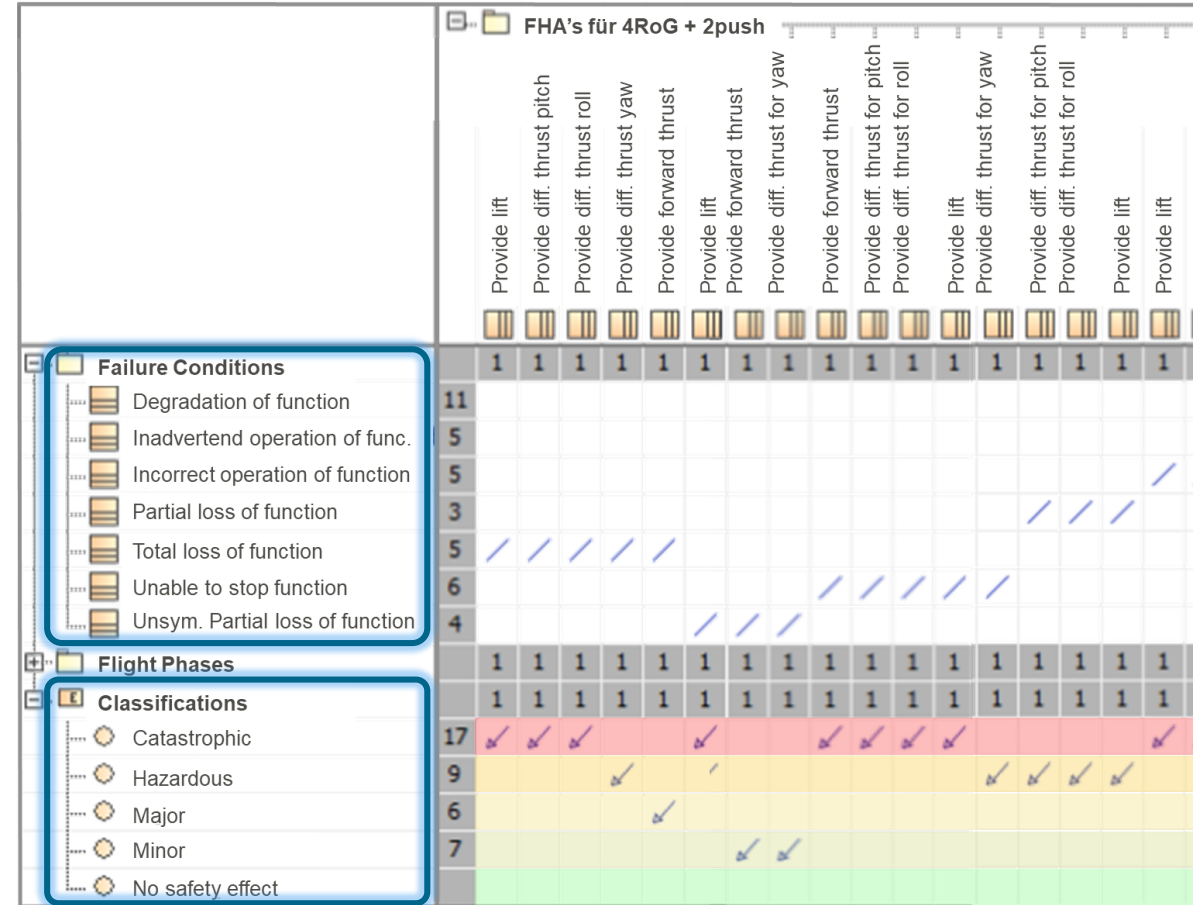 FHA's für 4RoG + 2push
Provide lift
Provide diff. thrust pitch
Provide diff. thrust roll
Provide diff. thrust yaw
Provide forward thrust
Provide lift
Provide forward thrust
Provide diff. thrust for yaw
Provide forward thrust
Provide diff. thrust for pitch
Provide diff. thrust for roll
Provide lift
Provide diff. thrust for yaw
Provide diff. thrust for pitch
Provide diff. thrust for roll
Provide lift
Provide lift
Failure Conditions 1 1 1 1 1 1 1 1 1 1 1 1 1 1 1 1 1
Degradation of function 11
Inadvertend operation of func. 5
Incorrect operation of function 5
Partial loss of function 3
Total loss of function 5
Unable to stop function 6
Unsym. Partial loss of function 4
Flight Phases 1 1 1 1 1 1 1 1 1 1 1 1 1 1 1 1 1
E Classifications 1 1 1 1 1 1 1 1 1 1 1 1 1 1 1 1 1
Catastrophic 17
Hazardous 9
Major 6
Minor 7
No safety effect